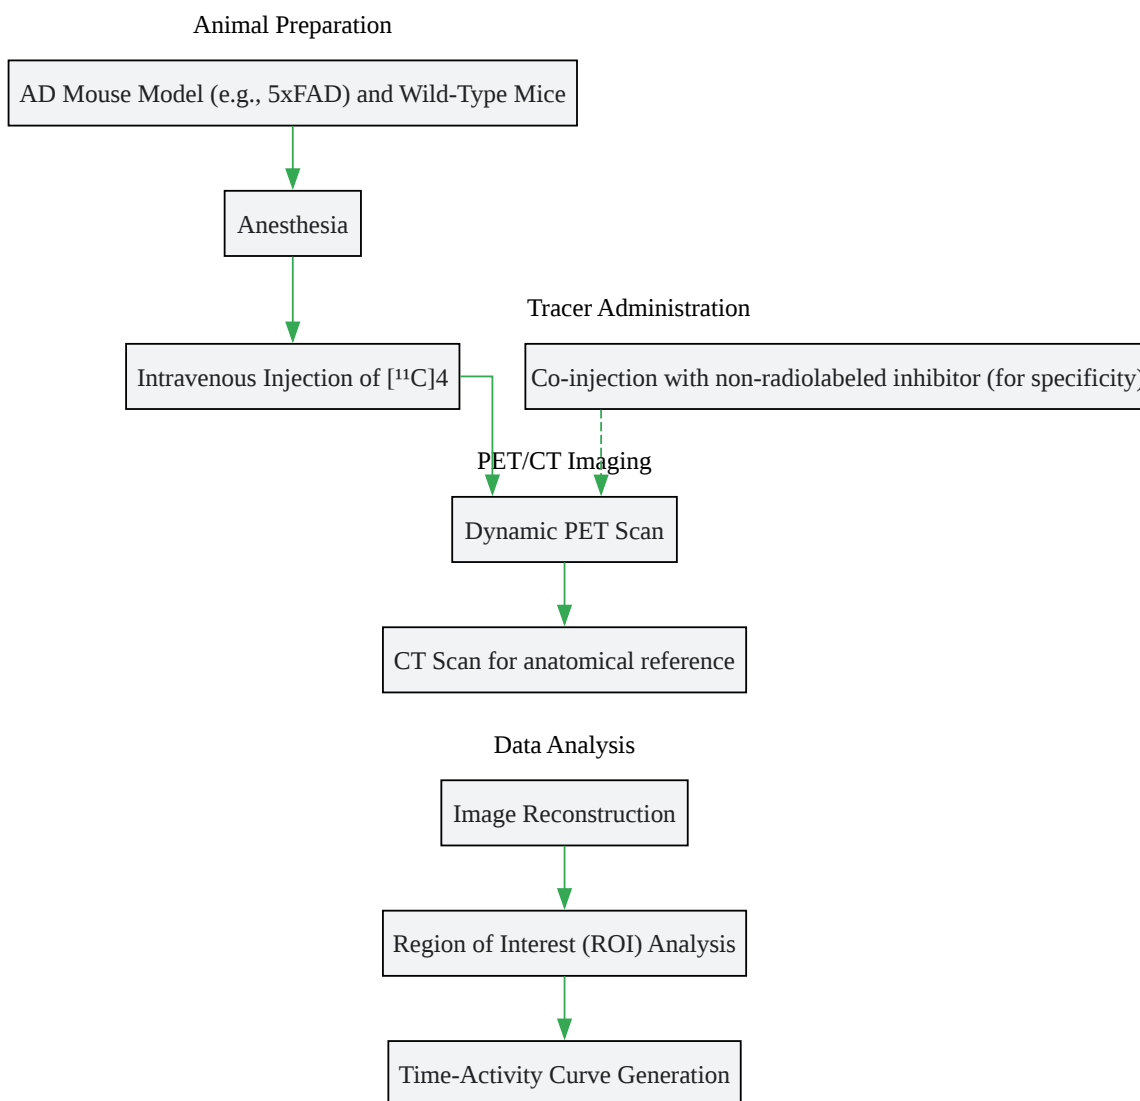 Animal Preparation
AD Mouse Model (e.g., 5xFAD) and Wild-Type Mice
Anesthesia
Tracer Administration
Intravenous Injection of [¹¹C]4
Co-injection with non-radiolabeled inhibitor (for specificity)
PET/CT Imaging
Dynamic PET Scan
CT Scan for anatomical reference
Data Analysis
Image Reconstruction
Region of Interest (ROI) Analysis
Time-Activity Curve Generation